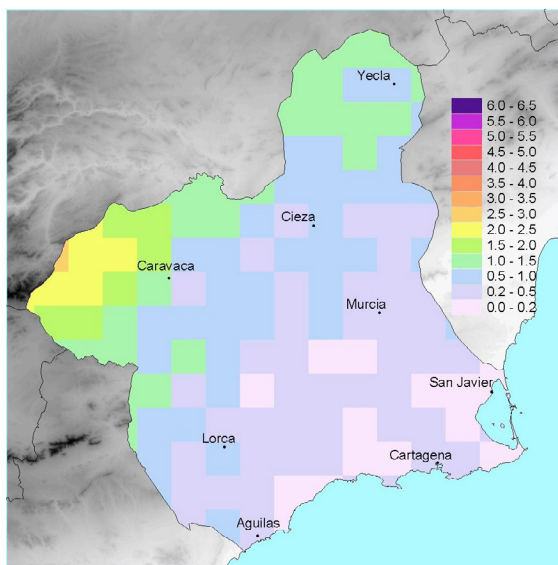 Yecla
6.0 - 6.5
5.5 - 6.0
5.0 - 5.5
4.5 - 5.0
4.0 - 4.5
3.5 - 4.0
3.0 - 3.5
2.5 - 3.0
2.0 - 2.5
1.5 - 2.0
1.0 - 1.5
0.5 - 1.0
0.2 - 0.5
0.0 - 0.2
Cieza
Caravaca
Murcia
San Javier
Lorca
Cartagena
Aguilas